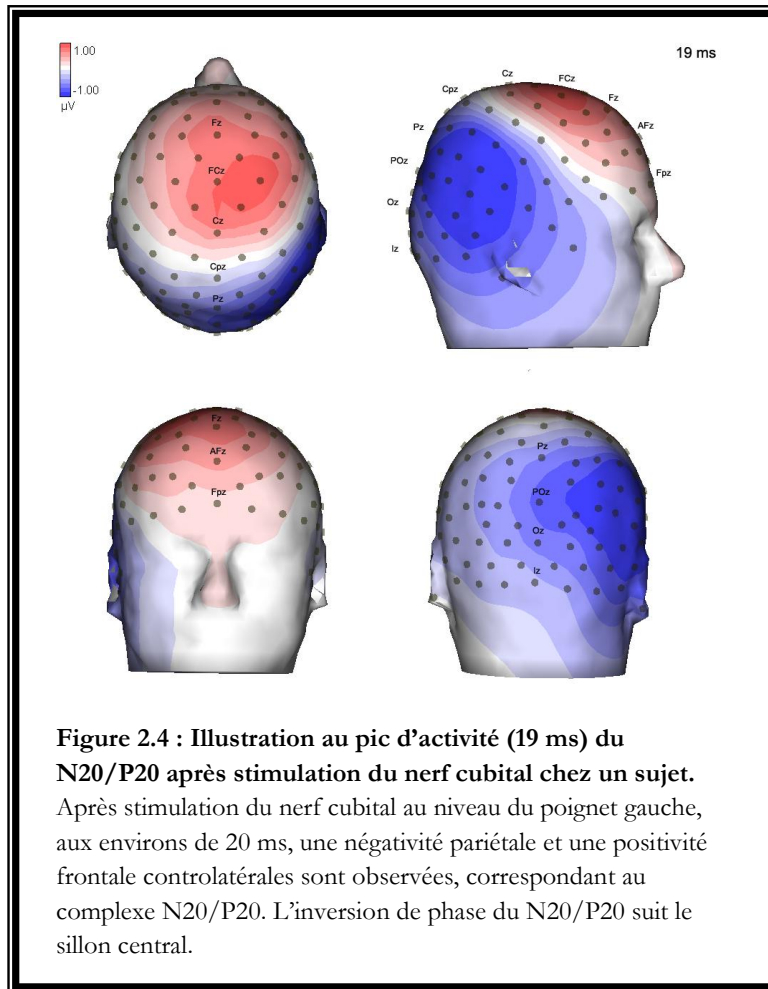 1.00
-1.00
µV
19 ms
Fz
FCz
Cz
Cpz
Pz
Cz
FCz
Fz
Cpz
AFz
Pz
Fpz
POz
Oz
Iz
Fz
AFz
Fpz
Pz
POz
Oz
Iz
Figure 2.4 : Illustration au pic d’activité (19 ms) du
N20/P20 après stimulation du nerf cubital chez un sujet.
Après stimulation du nerf cubital au niveau du poignet gauche,
aux environs de 20 ms, une négativité pariétale et une positivité
frontale controlatérales sont observées, correspondant au
complexe N20/P20. L’inversion de phase du N20/P20 suit le
sillon central.